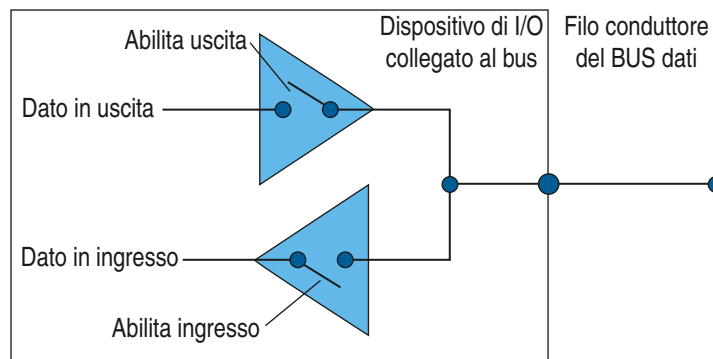 Abilita uscita
Dispositivo di I/O
collegato al bus
Filo conduttore
del BUS dati
Dato in uscita
Dato in ingresso
Abilita ingresso